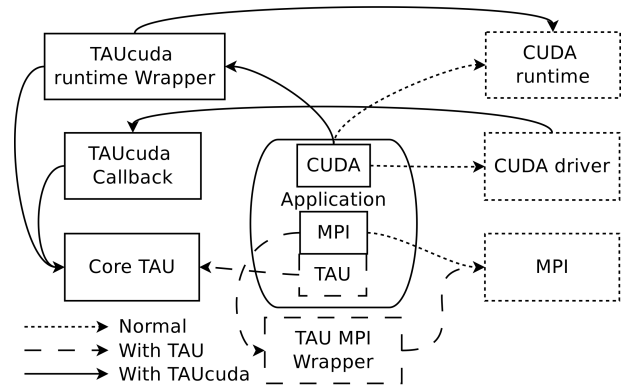 TAUcuda
runtime Wrapper
CUDA
runtime
TAUcuda
Callback
CUDA
CUDA driver
Application
MPI
Core TAU
TAU
MPI
Normal
With TAU
With TAUcuda
TAU MPI
Wrapper